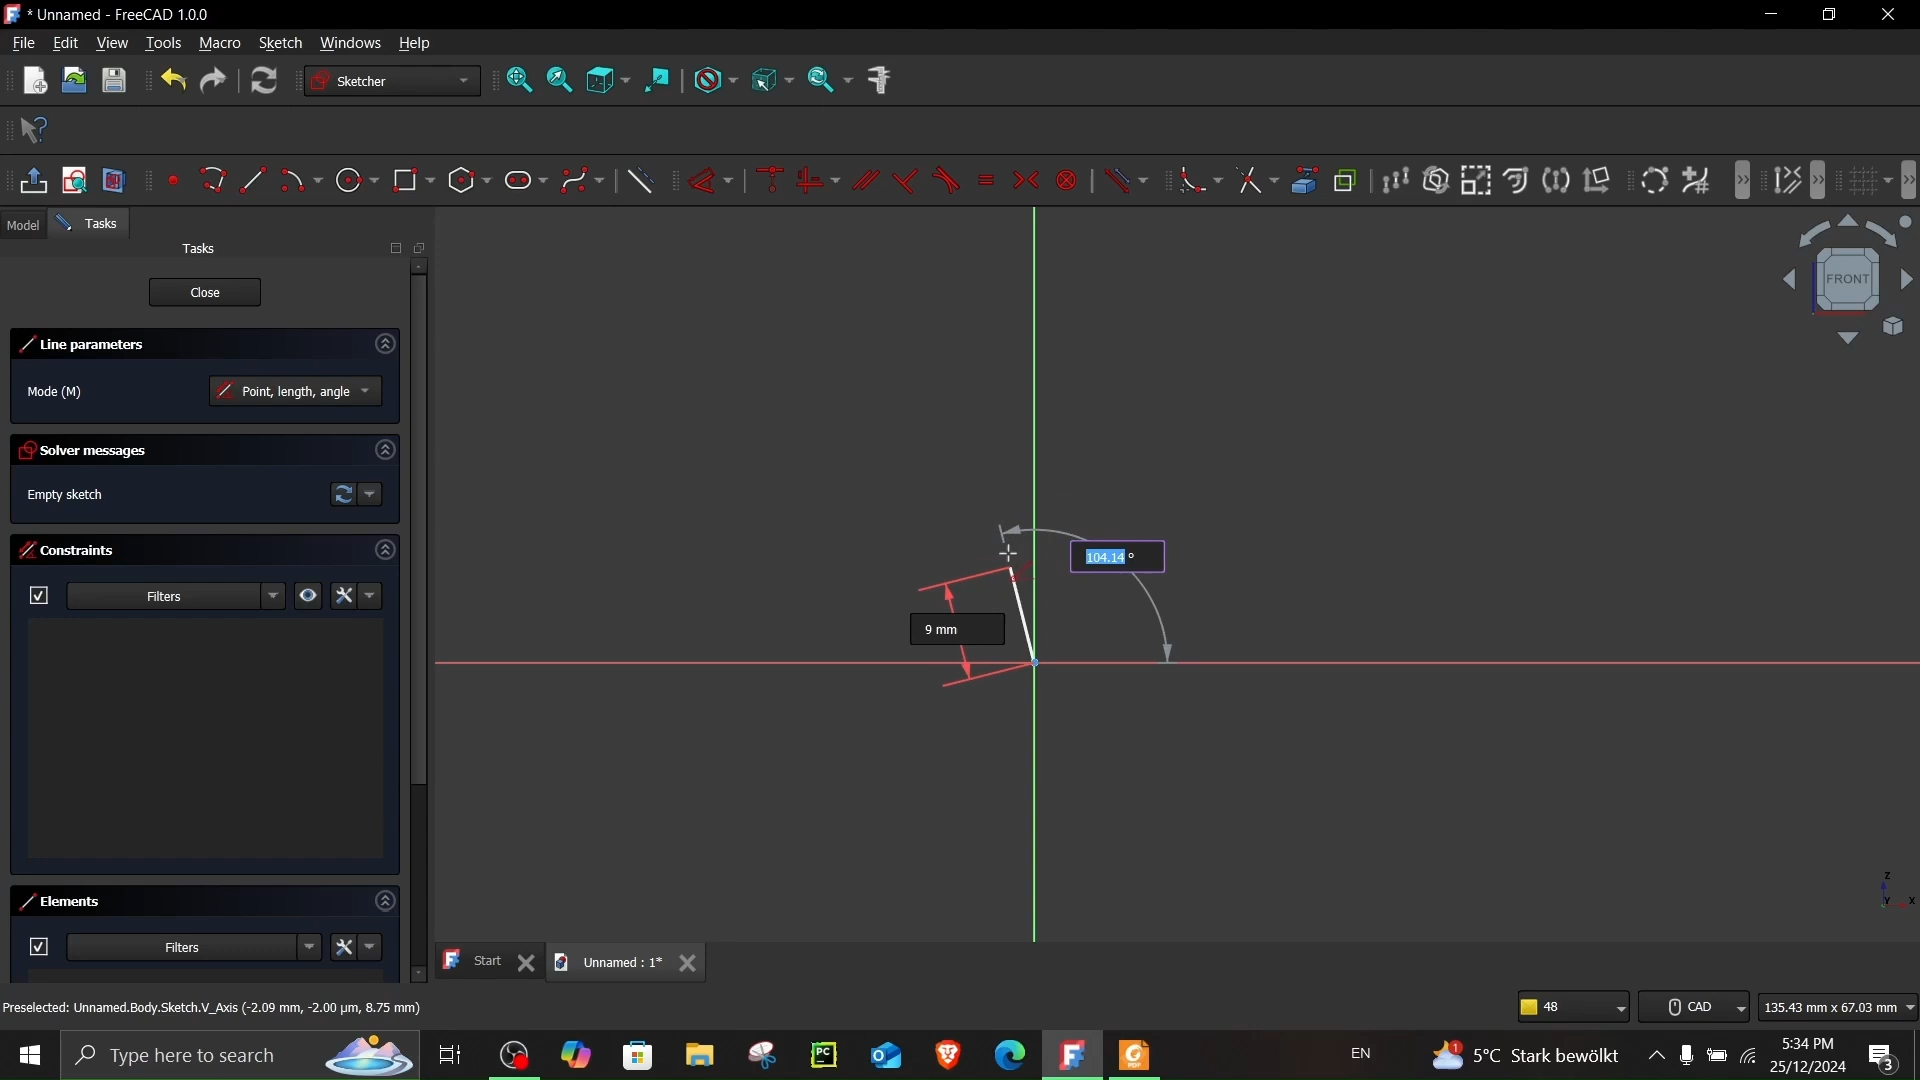 * Unnamed - FreeCAD 1.0.0
File Edit View Tools Macro Sketch Windows Help
Sketcher
Model Tasks
Tasks
FRONT
Close
Line parameters
Mode (M) Point, length, angle
Solver messages
Empty sketch
Constraints
104.14 °
Filters
9 mm
Elements
Filters
Z
Y X
Start Unnamed : 1*
Preselected: Unnamed.Body.Sketch.V_Axis (-2.09 mm, -2.00 µm, 8.75 mm)
48 CAD 135.43 mm x 67.03 mm
Type here to search
PC
PDF
EN
1
5°C Stark bewölkt
5:34 PM
25/12/2024
3